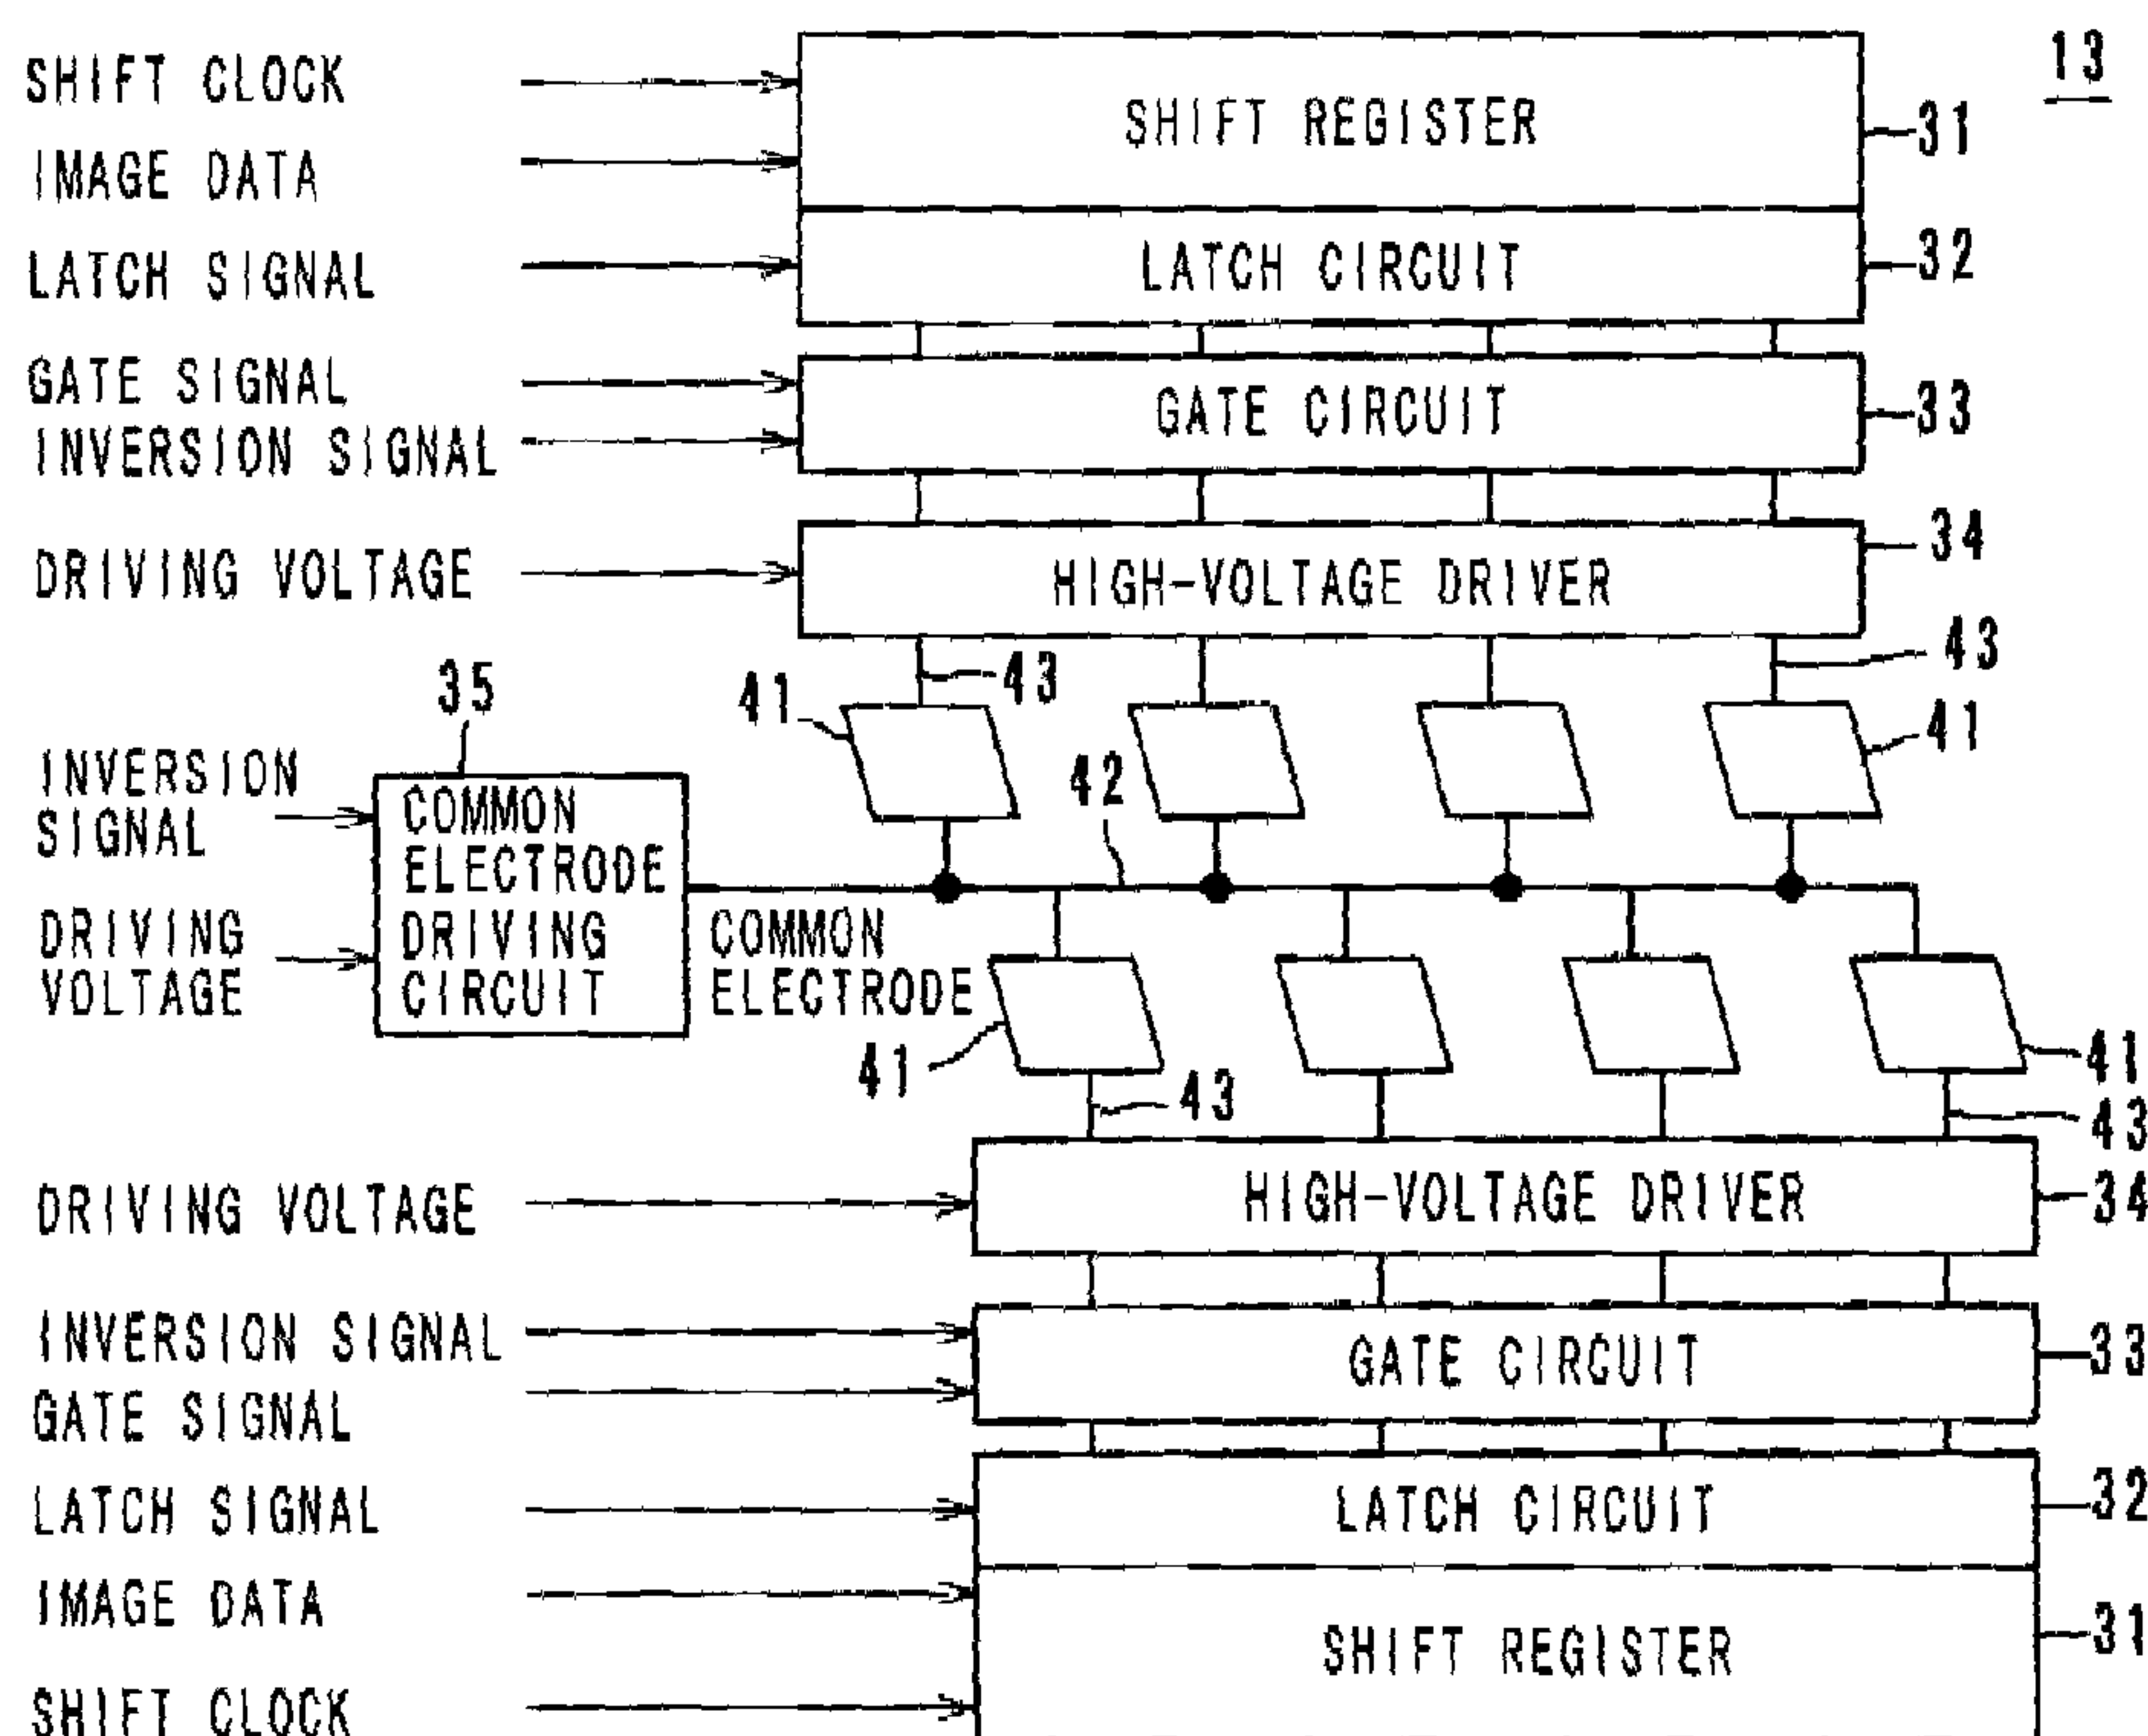 13
SHIFT CLOCK
IMAGE DATA
SHIFT REGISTER
31
LATCH SIGNAL
LATCH CIRCUIT
32
GATE SIGNAL
INVERSION SIGNAL
GATE CIRCUIT
33
DRIVING VOLTAGE
HIGH-VOLTAGE DRIVER
34
43
43
41
41
35
42
INVERSION
SIGNAL
DRIVING
VOLTAGE
COMMON
ELECTRODE
DRIVING
CIRCUIT
COMMON
ELECTRODE
41
41
43
43
DRIVING VOLTAGE
HIGH-VOLTAGE DRIVER
34
INVERSION SIGNAL
GATE SIGNAL
GATE CIRCUIT
33
LATCH SIGNAL
LATCH CIRCUIT
32
IMAGE DATA
SHIFT REGISTER
31
SHIFT CLOCK